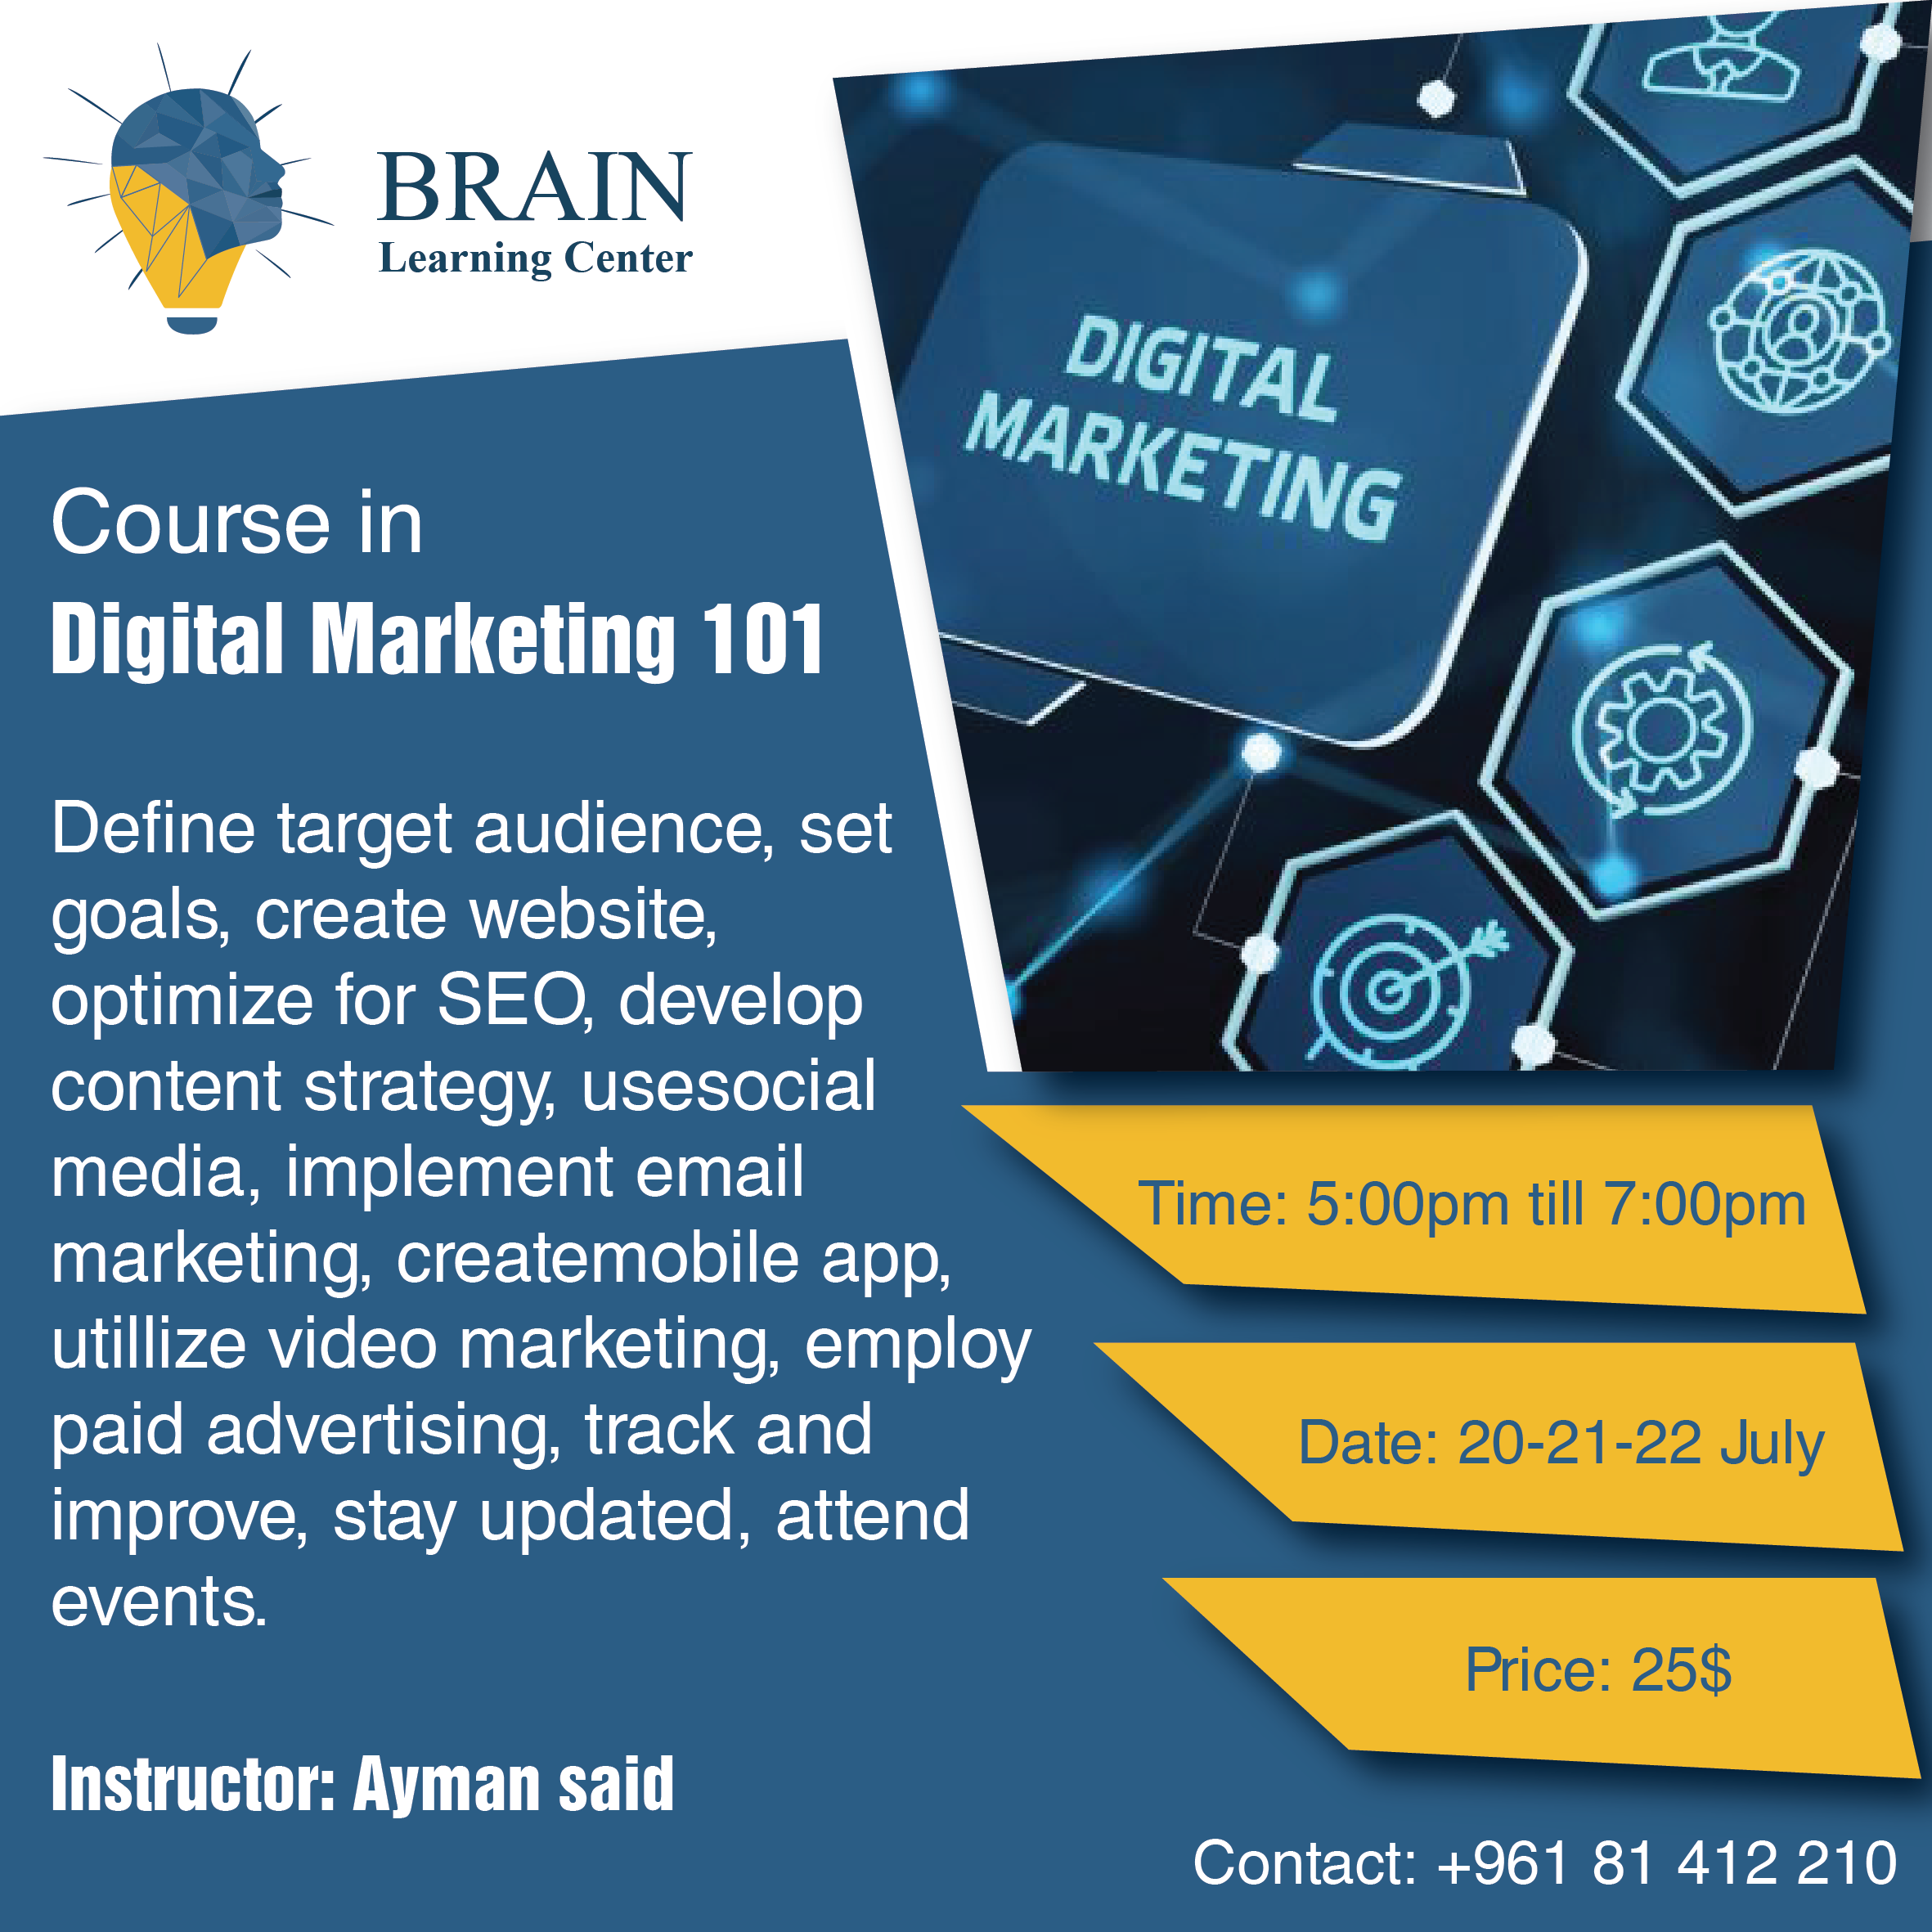 BRAIN
Learning Center
DIGITAL
MARKETING
Course in
Digital Marketing 101
Define target audience, set
goals, create website,
optimize for SEO, develop
content strategy, usesocial
media, implement email
marketing, createmobile app,
utillize video marketing, employ
paid advertising, track and
improve, stay updated, attend
events.
Instructor: Ayman said
Time: 5:00pm till 7:00pm
Date: 20-21-22 July
Price: 25$
Contact: +961 81 412 210